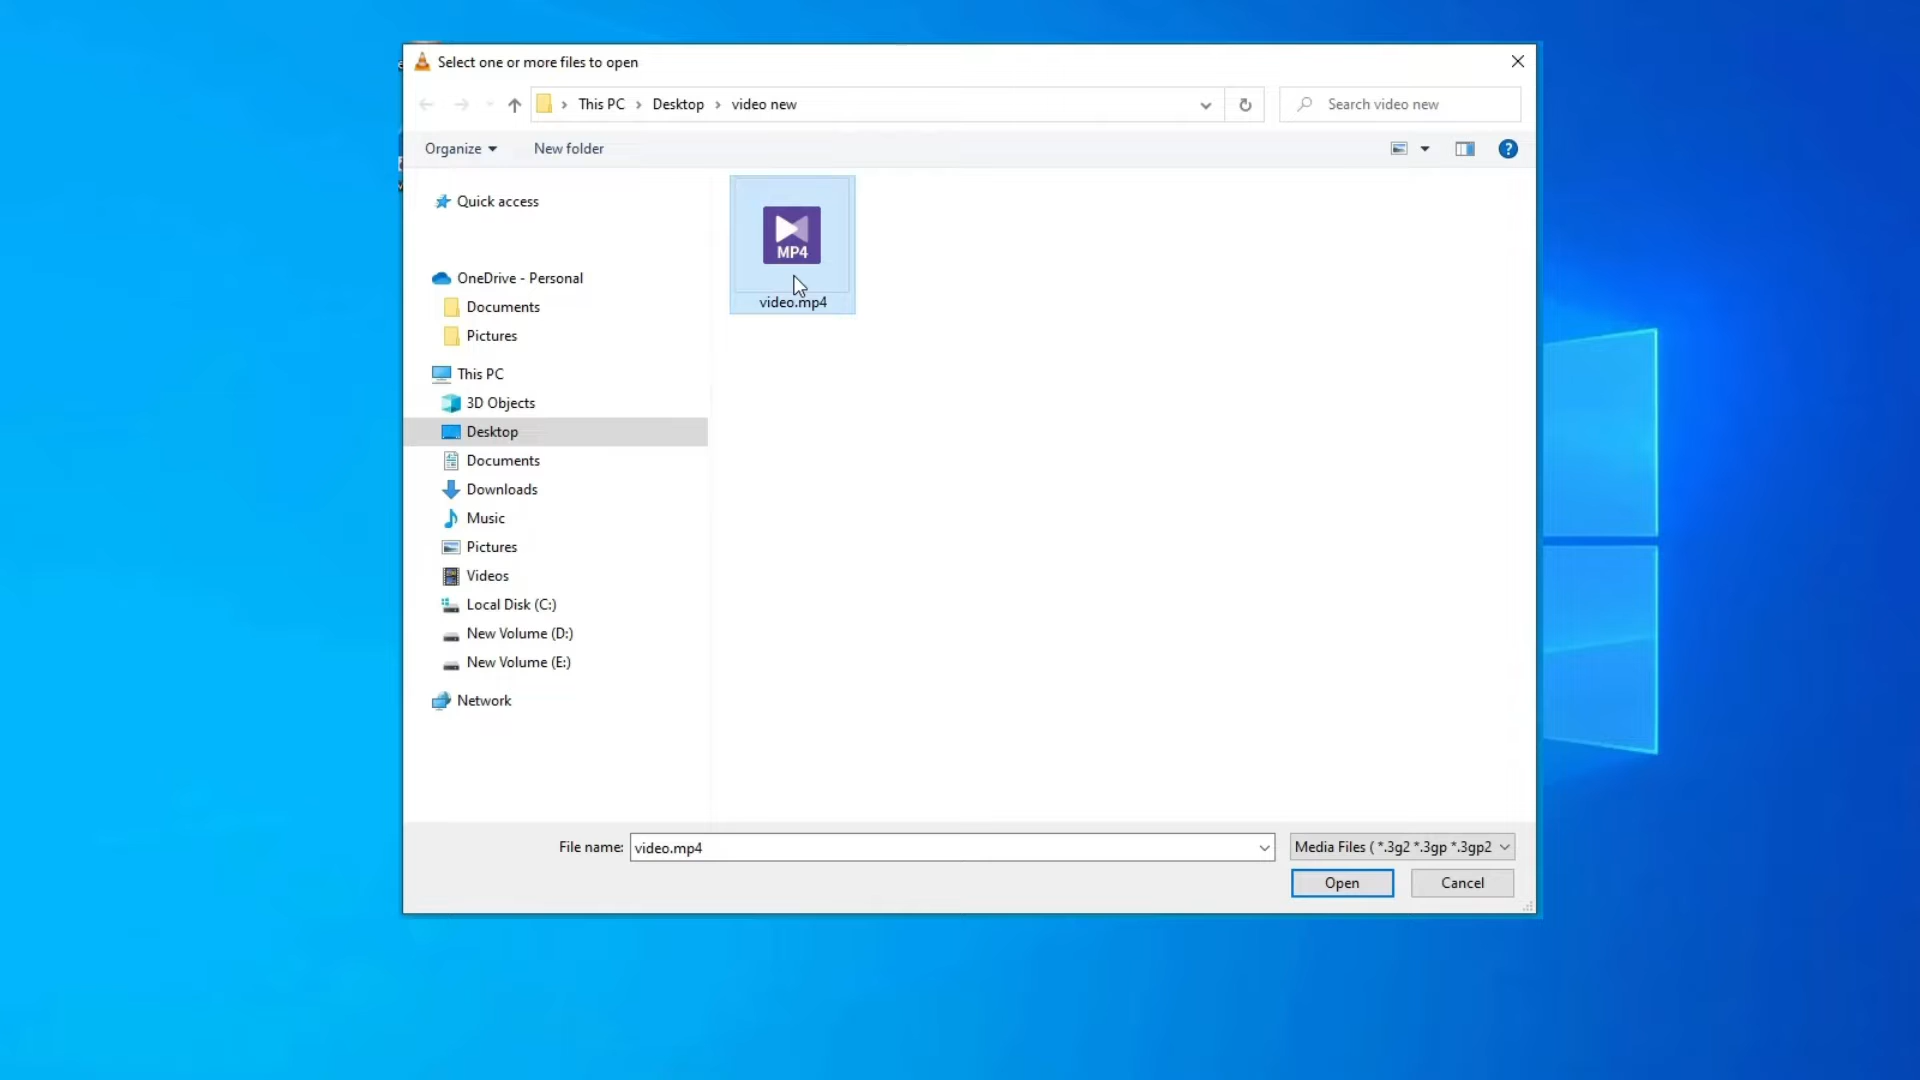 Select one or more files to open
This PC > Desktop > video new
Search video new
Organize
New folder
?
Quick access
OneDrive - Personal
Documents
Pictures
This PC
3D Objects
Desktop
Documents
Downloads
Music
Pictures
Videos
Local Disk (C:)
New Volume (D:)
New Volume (E:)
Network
MP4
video.mp4
File name: video.mp4
Media Files ( *.3g2 *.3gp *.3gp2
Open
Cancel